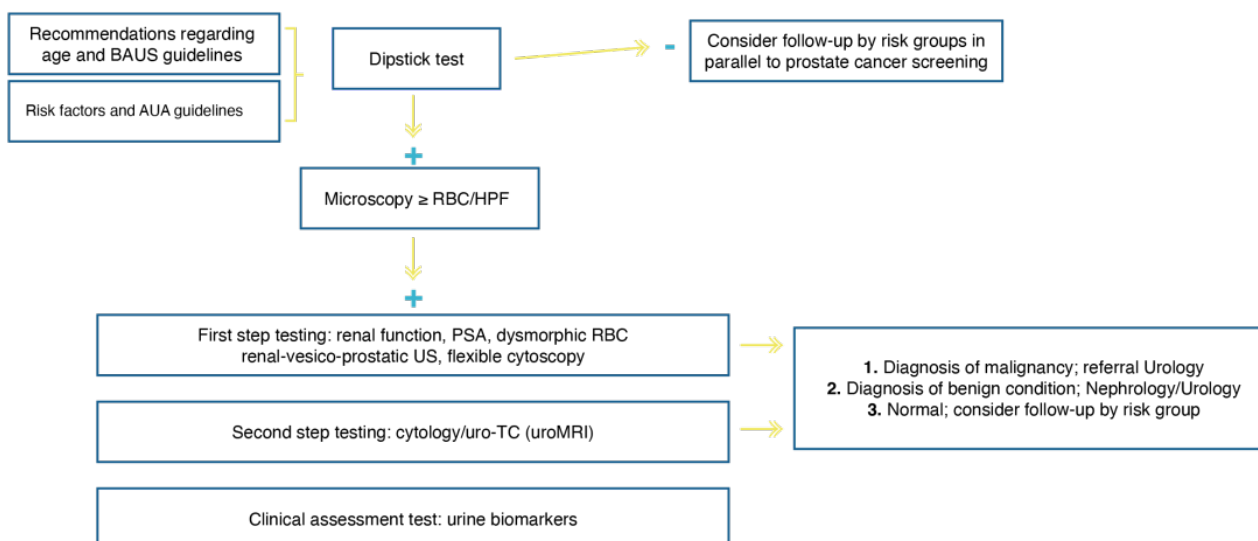 Recommendations regarding
age and BAUS guidelines
Risk factors and AUA guidelines
Dipstick test
-
Consider follow-up by risk groups in
parallel to prostate cancer screening
+
Microscopy ≥ RBC/HPF
+
First step testing: renal function, PSA, dysmorphic RBC
renal-vesico-prostatic US, flexible cytoscopy
Second step testing: cytology/uro-TC (uroMRI)
Clinical assessment test: urine biomarkers
1. Diagnosis of malignancy; referral Urology
2. Diagnosis of benign condition; Nephrology/Urology
3. Normal; consider follow-up by risk group